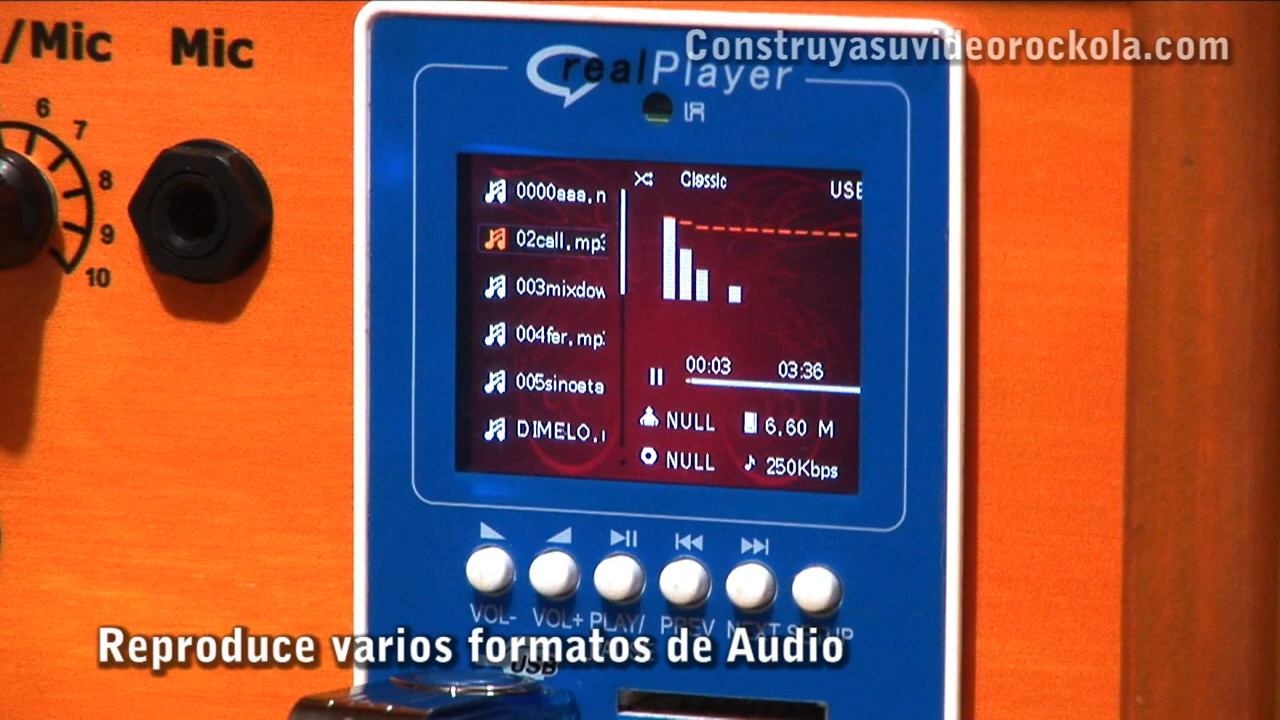 Construyasuvideorockola.com
/Mic
Mic
6
7
8
9
10
realPlayer
IR
0000aaa.n
02call.mp3
003mixdow
004fer.mp3
005sinoeta
DIMELO.
Classic
USB
00:03
03:36
NULL
6.60 M
NULL
250Kbps
VOL-
VOL+
PLAY/
PREV
NEXT
Reproduce varios formatos de Audio
USB